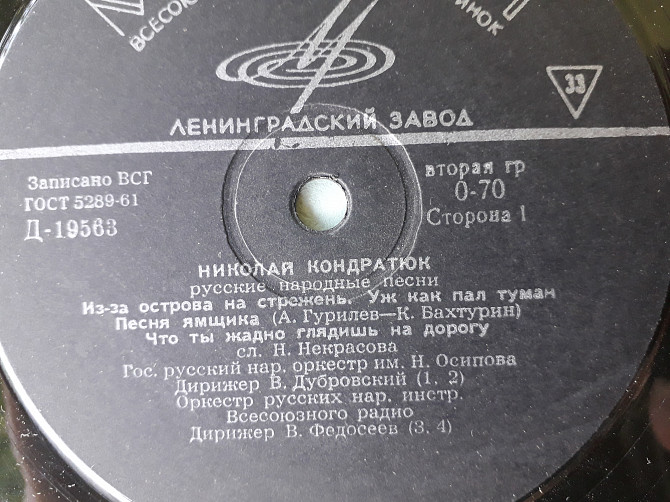 33
ЛЕНИНГРАДСКИЙ ЗАВОД
Записано ВСГ
ГОСТ 5289-61
Д-19563
вторая гр
0-70
Сторона 1
НИКОЛАЙ КОНДРАТЮК
русские народные песни
Из-за острова на стрежень. Уж как пал туман
Песня ямщика (А. Гурилев—К. Бахтурин)
Что ты жадно глядишь на дорогу
сл. Н. Некрасова
Гос. русский нар. оркестр им. Н. Осипова
Дирижер В. Дубровский (1, 2)
Оркестр русских нар. инстр.
Всесоюзного радио
Дирижер В. Федосеев (3, 4)